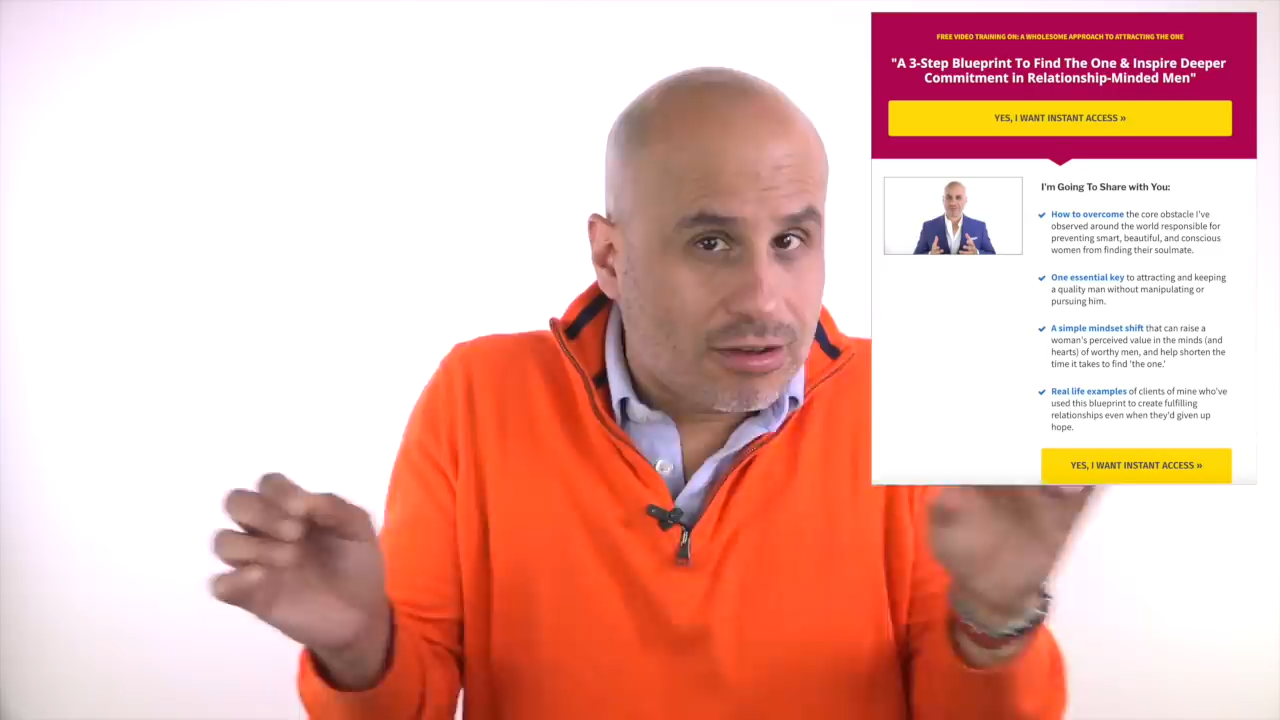 FREE VIDEO TRAINING ON: A WHOLESOME APPROACH TO ATTRACTING THE ONE
"A 3-Step Blueprint To Find The One & Inspire Deeper
Commitment in Relationship-Minded Men"
YES, I WANT INSTANT ACCESS »
I'm Going To Share with You:
How to overcome the core obstacle I've
observed around the world responsible for
preventing smart, beautiful, and conscious
women from finding their soulmate.
One essential key to attracting and keeping
a quality man without manipulating or
pursuing him.
A simple mindset shift that can raise a
woman's perceived value in the minds (and
hearts) of worthy men, and help shorten the
time it takes to find 'the one.'
Real life examples of clients of mine who've
used this blueprint to create fulfilling
relationships even when they'd given up
hope.
YES, I WANT INSTANT ACCESS »